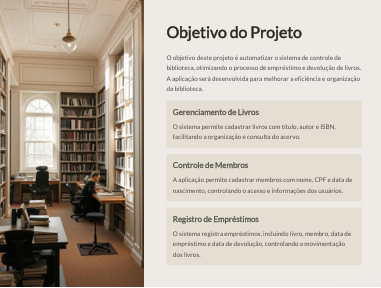 Objetivo do Projeto
O objetivo deste projeto é automatizar o sistema de controle de
biblioteca, otimizando o processo de empréstimo e devolução de livros.
A aplicação será desenvolvida para melhorar a eficiência e organização
da biblioteca.
Gerenciamento de Livros
O sistema permite cadastrar livros com título, autor e ISBN,
facilitando a organização e consulta do acervo.
Controle de Membros
A aplicação permite cadastrar membros com nome, CPF e data de
nascimento, controlando o acesso e informações dos usuários.
Registro de Empréstimos
O sistema registra empréstimos, incluindo livro, membro, data de
empréstimo e data de devolução, controlando a movimentação
dos livros.